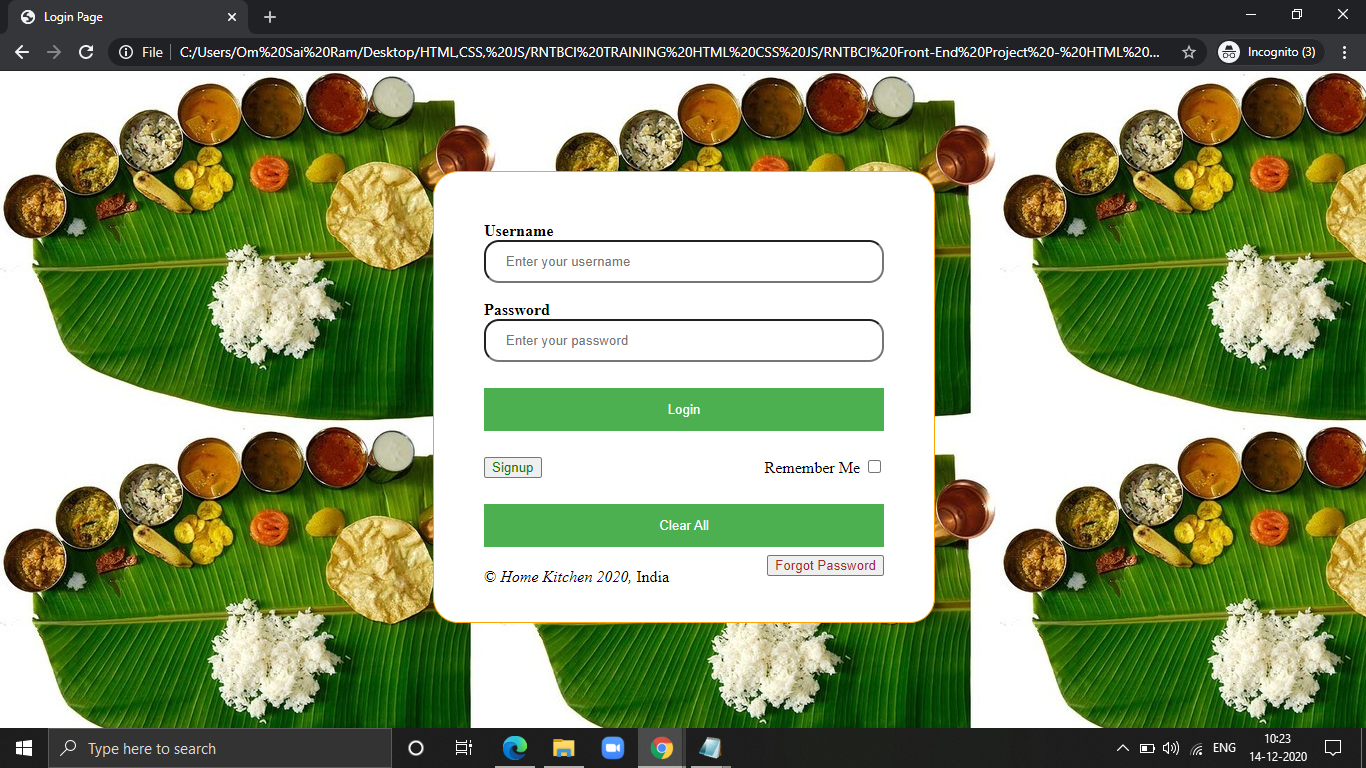 Login Page
File
C:/Users/Om%20Sai%20Ram/Desktop/HTML,CSS,%20JS/RNTBCI%20TRAINING%20HTML%20CSS%20JS/RNTBCI%20Front-End%20Project%20-%20HTML%20...
Incognito (3)
Username
Enter your username
Password
Enter your password
Login
Signup
Remember Me
Clear All
Forgot Password
© Home Kitchen 2020, India
Type here to search
ENG
10:23
14-12-2020